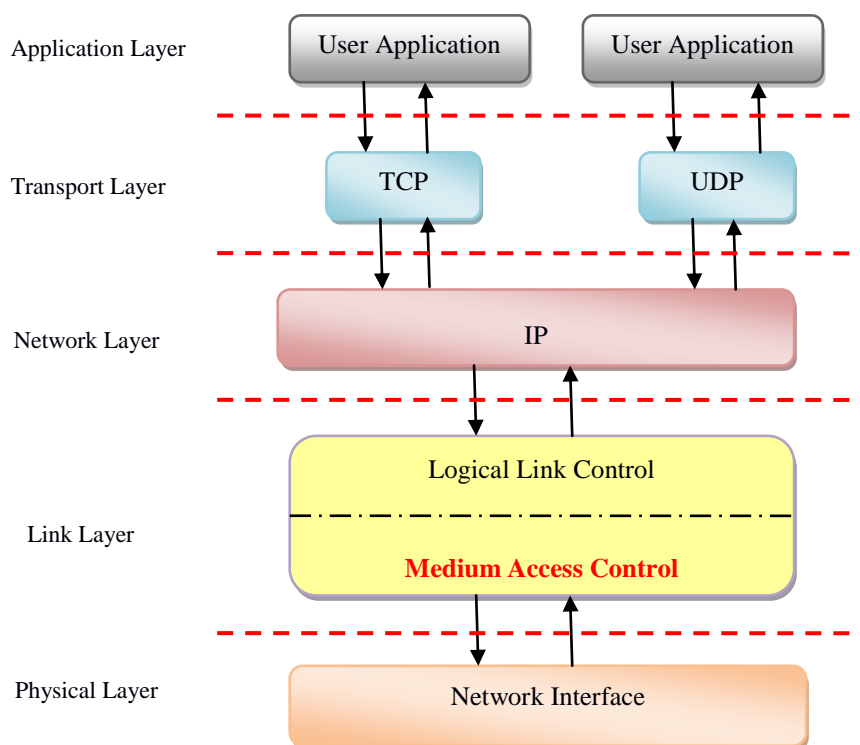 Application Layer
User Application
User Application
Transport Layer
TCP
UDP
Network Layer
IP
Logical Link Control
Link Layer
Medium Access Control
Physical Layer
Network Interface